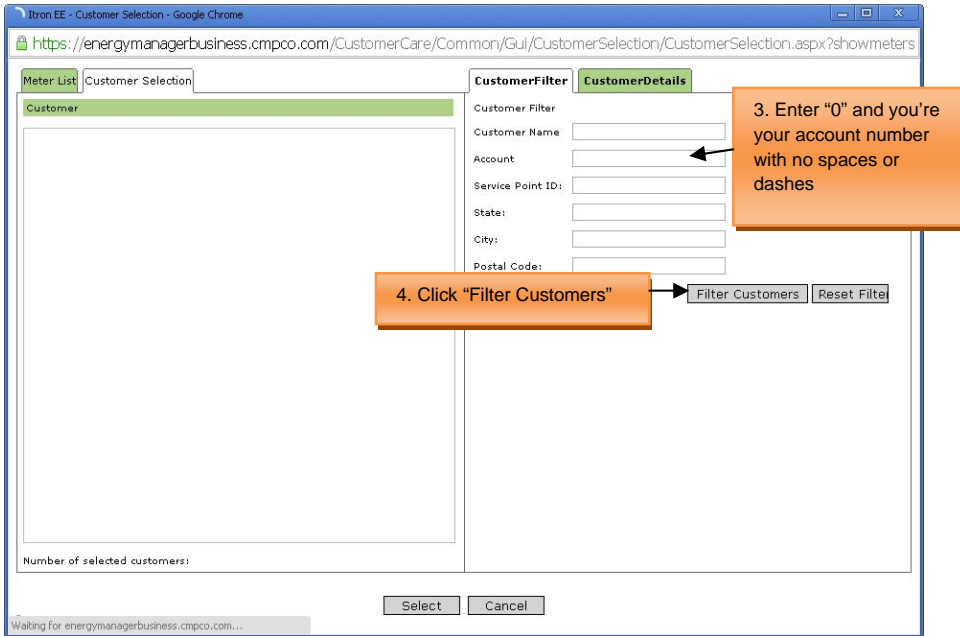 Itron EE - Customer Selection - Google Chrome
https://energymanagerbusiness.cmpco.com/CustomerCare/Common/Gui/CustomerSelection/CustomerSelection.aspx?showmeters
Meter List
Customer Selection
Customer
Number of selected customers:
CustomerFilter
CustomerDetails
Customer Filter
Customer Name
Account
Service Point ID:
State:
City:
Postal Code:
3. Enter “0” and you’re
your account number
with no spaces or
dashes
4. Click “Filter Customers”
Filter Customers
Reset Filter
Select
Cancel
Waiting for energymanagerbusiness.cmpco.com...